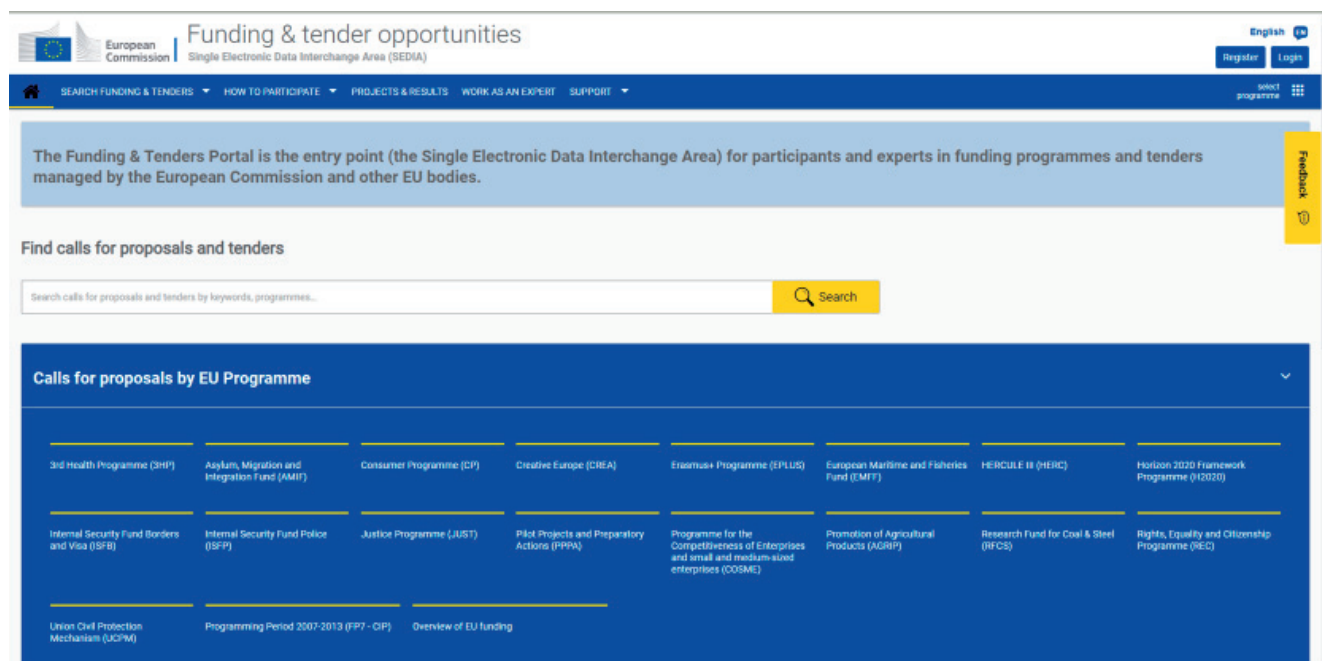 European
Commission
Funding & tender opportunities
Single Electronic Data Interchange Area (SEDIA)
English EN
Register Login
SEARCH FUNDING & TENDERS HOW TO PARTICIPATE PROJECTS & RESULTS WORK AS AN EXPERT SUPPORT
select
programme
The Funding & Tenders Portal is the entry point (the Single Electronic Data Interchange Area) for participants and experts in funding programmes and tenders
managed by the European Commission and other EU bodies.
Feedback
Find calls for proposals and tenders
Search calls for proposals and tenders by keywords, programmes...
Search
Calls for proposals by EU Programme
3rd Health Programme (3HP)
Asylum, Migration and
Integration Fund (AMIF)
Consumer Programme (CP)
Creative Europe (CREA)
Erasmus+ Programme (EPLUS)
European Maritime and Fisheries
Fund (EMFF)
HERCULE III (HERC)
Horizon 2020 Framework
Programme (H2020)
Internal Security Fund Borders
and Visa (ISFB)
Internal Security Fund Police
(ISFP)
Justice Programme (JUST)
Pilot Projects and Preparatory
Actions (PPPA)
Programme for the
Competitiveness of Enterprises
and small and medium-sized
enterprises (COSME)
Promotion of Agricultural
Products (AGRIP)
Research Fund for Coal & Steel
(RFCS)
Rights, Equality and Citizenship
Programme (REC)
Union Civil Protection
Mechanism (UCPM)
Programming Period 2007-2013 (FP7 - CIP)
Overview of EU funding